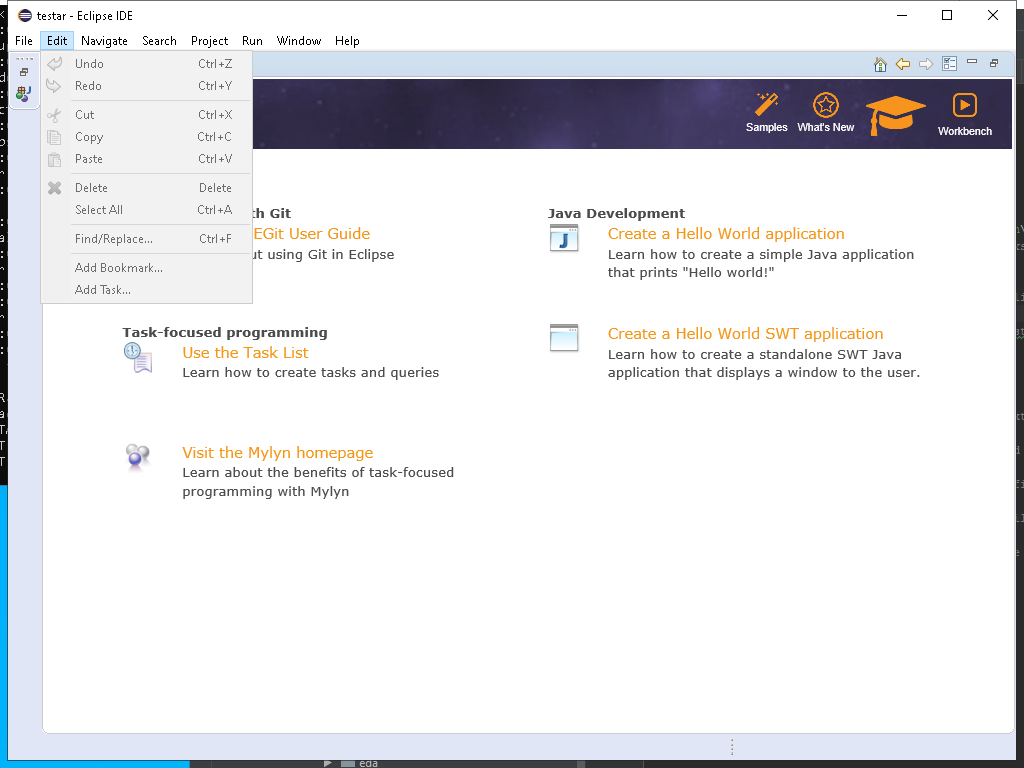 testar - Eclipse IDE
File Edit Navigate Search Project Run Window Help
Undo Ctrl+Z
Redo Ctrl+Y
Cut Ctrl+X
Copy Ctrl+C
Paste Ctrl+V
Delete Delete
Select All Ctrl+A
Find/Replace... Ctrl+F
Add Bookmark...
Add Task...
Samples What's New Workbench
th Git
EGit User Guide
ut using Git in Eclipse
Task-focused programming
Use the Task List
Learn how to create tasks and queries
Visit the Mylyn homepage
Learn about the benefits of task-focused
programming with Mylyn
Java Development
Create a Hello World application
Learn how to create a simple Java application
that prints "Hello world!"
Create a Hello World SWT application
Learn how to create a standalone SWT Java
application that displays a window to the user.
eda